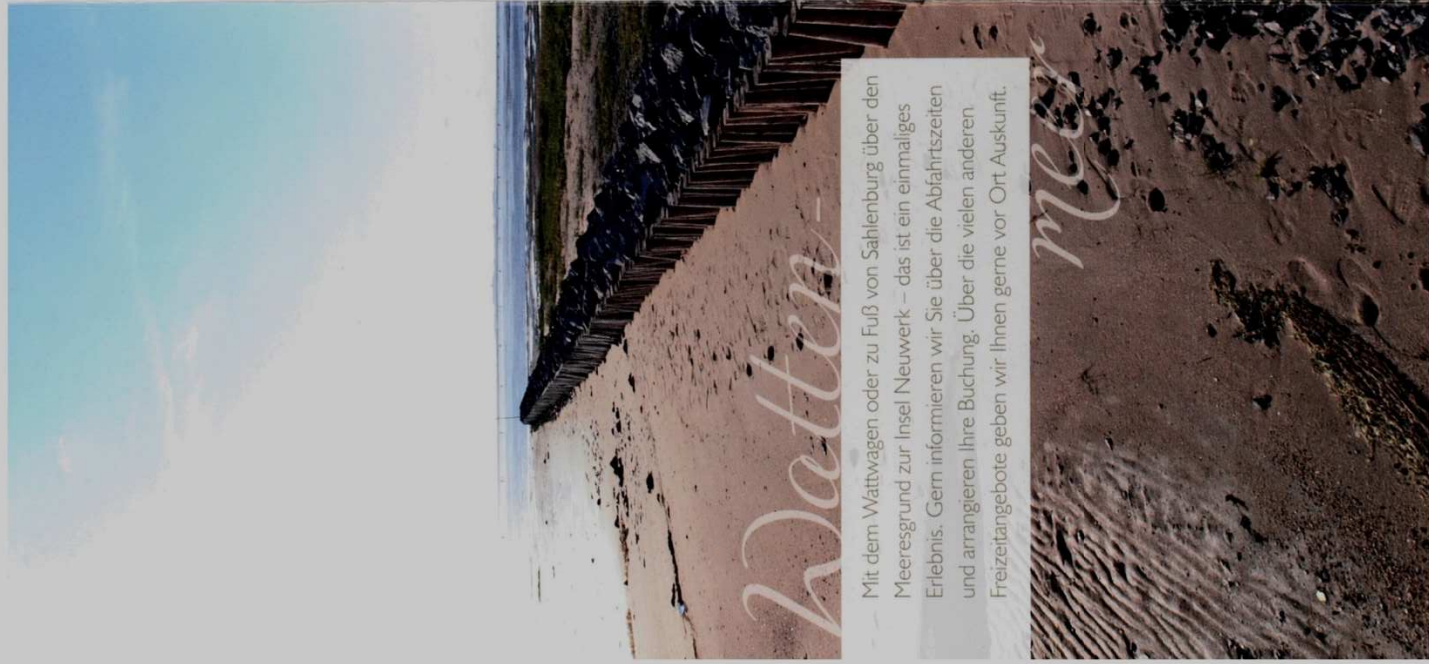 Watten-
Mit dem Wattwagen oder zu Fuß von Sahlenburg über den
Meeresgrund zur Insel Neuwerk – das ist ein einmaliges
Erlebnis. Gern informieren wir Sie über die Abfahrtszeiten
und arrangieren Ihre Buchung. Über die vielen anderen
Freizeitangebote geben wir Ihnen gerne vor Ort Auskunft.
meer